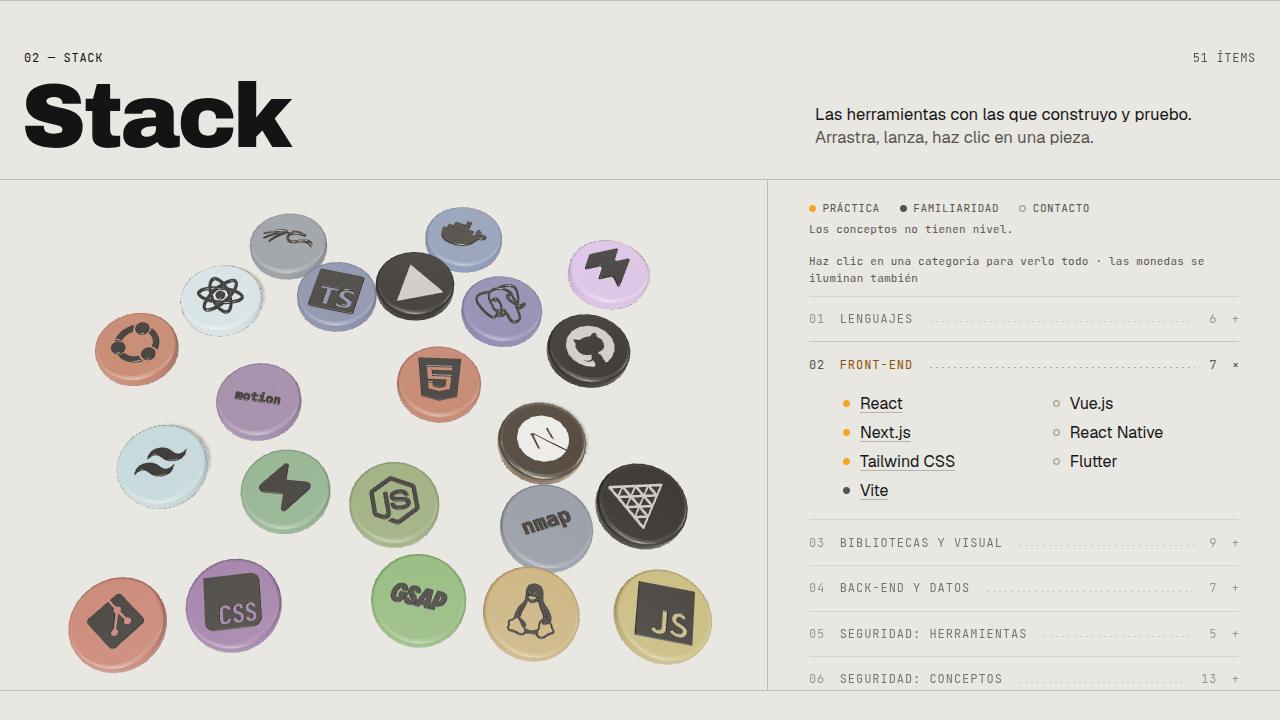 02 — STACK
51 ÍTEMS
Stack
Las herramientas con las que construyo y pruebo.
Arrastra, lanza, haz clic en una pieza.
TS
motion
5
N
JS
nmap
CSS
GSAP
JS
PRÁCTICA
FAMILIARIDAD
CONTACTO
Los conceptos no tienen nivel.
Haz clic en una categoría para verlo todo · las monedas se
iluminan también
01 LENGUAJES 6 +
02 FRONT-END 7 ×
React
Next.js
Tailwind CSS
Vite
Vue.js
React Native
Flutter
03 BIBLIOTECAS Y VISUAL 9 +
04 BACK-END Y DATOS 7 +
05 SEGURIDAD: HERRAMIENTAS 5 +
06 SEGURIDAD: CONCEPTOS 13 +